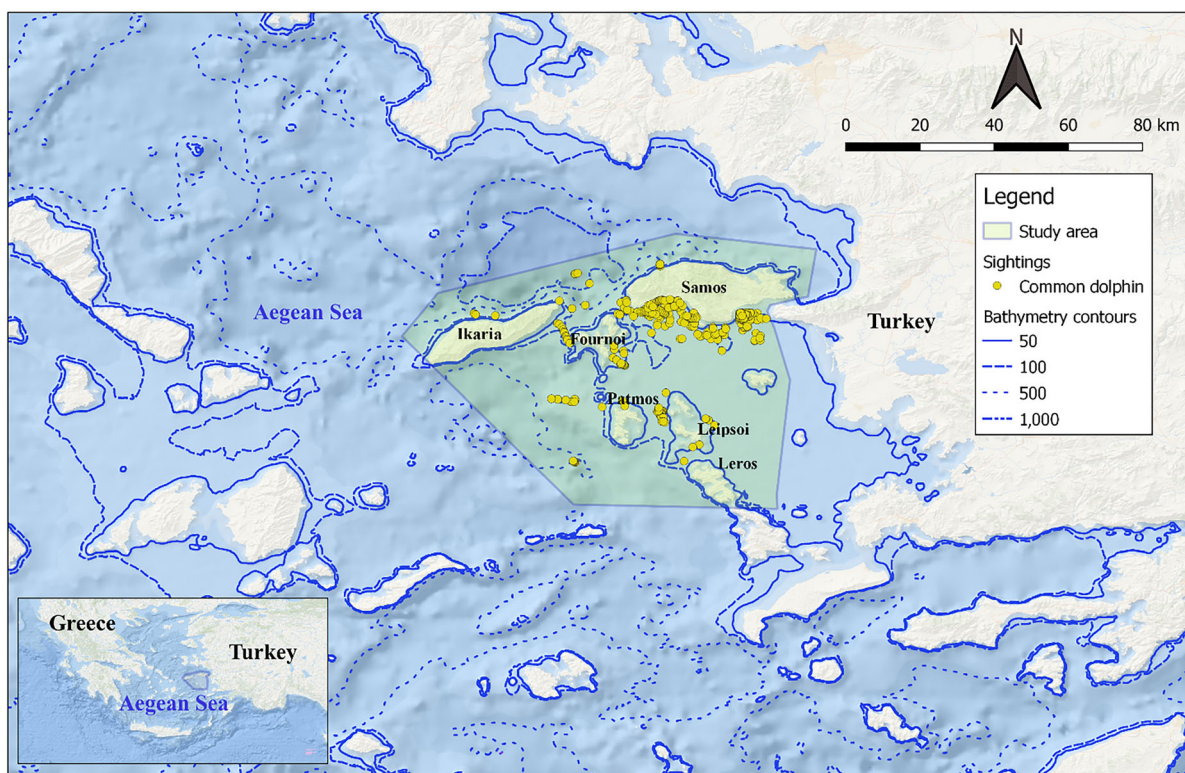 N
0 20 40 60 80 km
Legend
Study area
Sightings
Common dolphin
Bathymetry contours
50
100
500
1,000
Samos
Aegean Sea
Turkey
Ikaria
Fournoi
Patmos
Leipsoi
Leros
Greece
Turkey
Aegean Sea